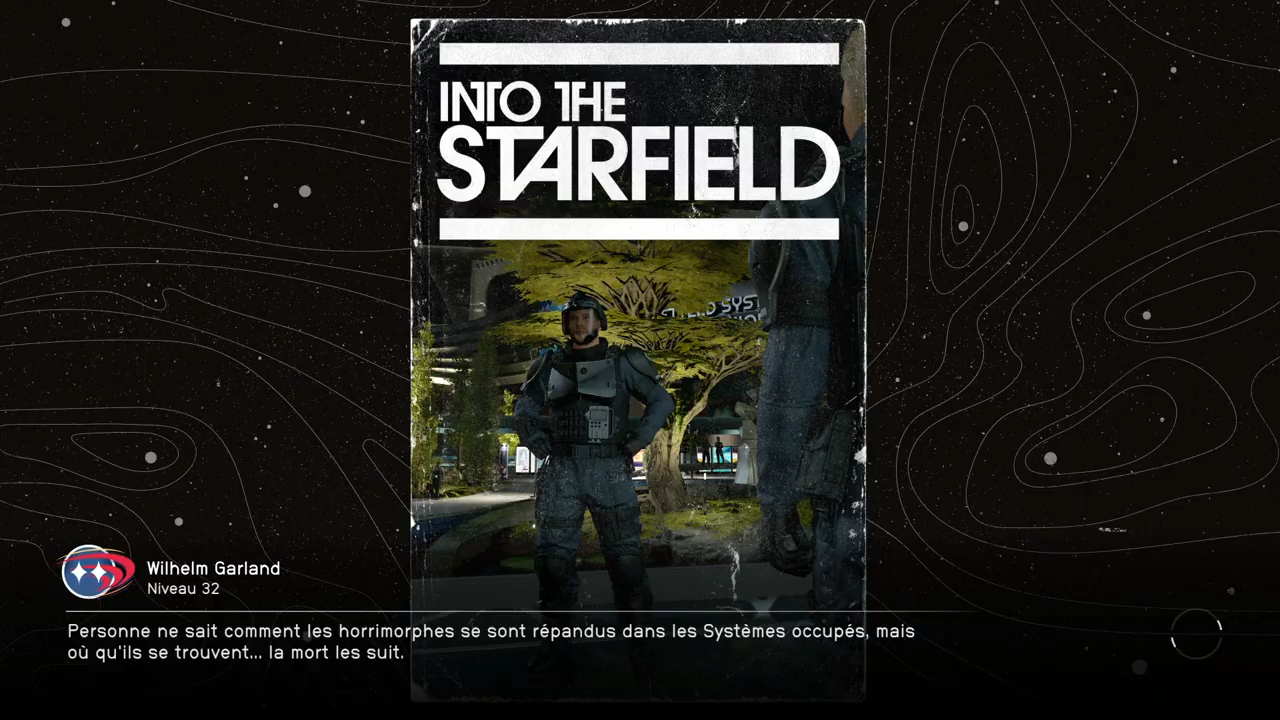 INTO THE
STARFIELD
Wilhelm Garland
Niveau 32
Personne ne sait comment les horrimorphes se sont répandus dans les Systèmes occupés, mais
où qu'ils se trouvent... la mort les suit.